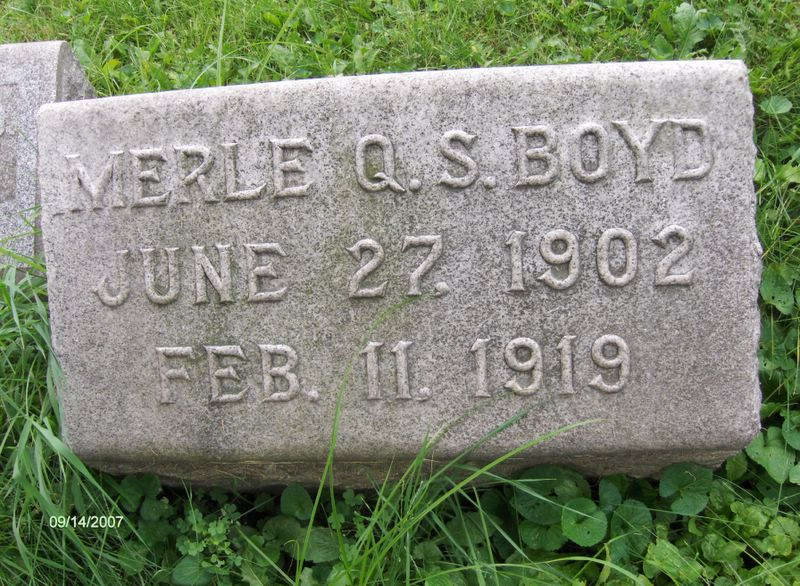 MERLE Q. S. BOYD
JUNE 27. 1902
FEB. 11. 1919
09/14/2007